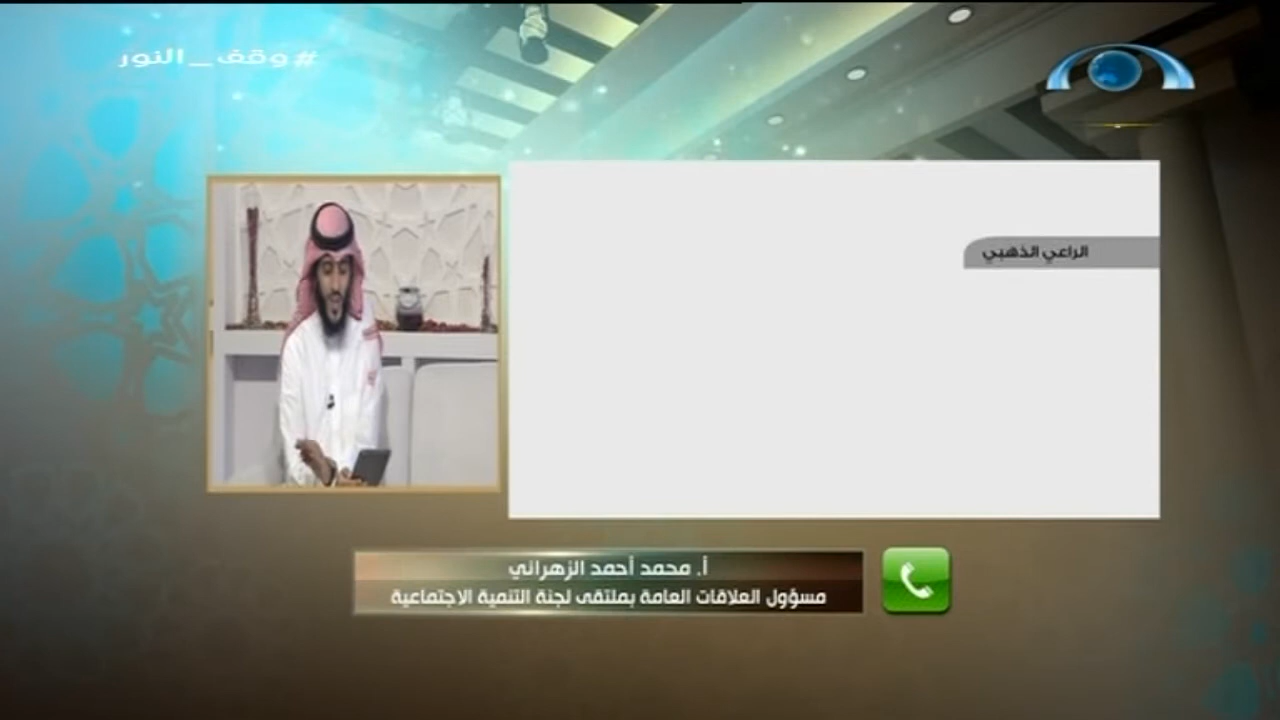 #وقف_النور
الراعي الذهبي
أ. محمد أحمد الزهراني
مسؤول العلاقات العامة بملتقى لجنة التنمية الاجتماعية